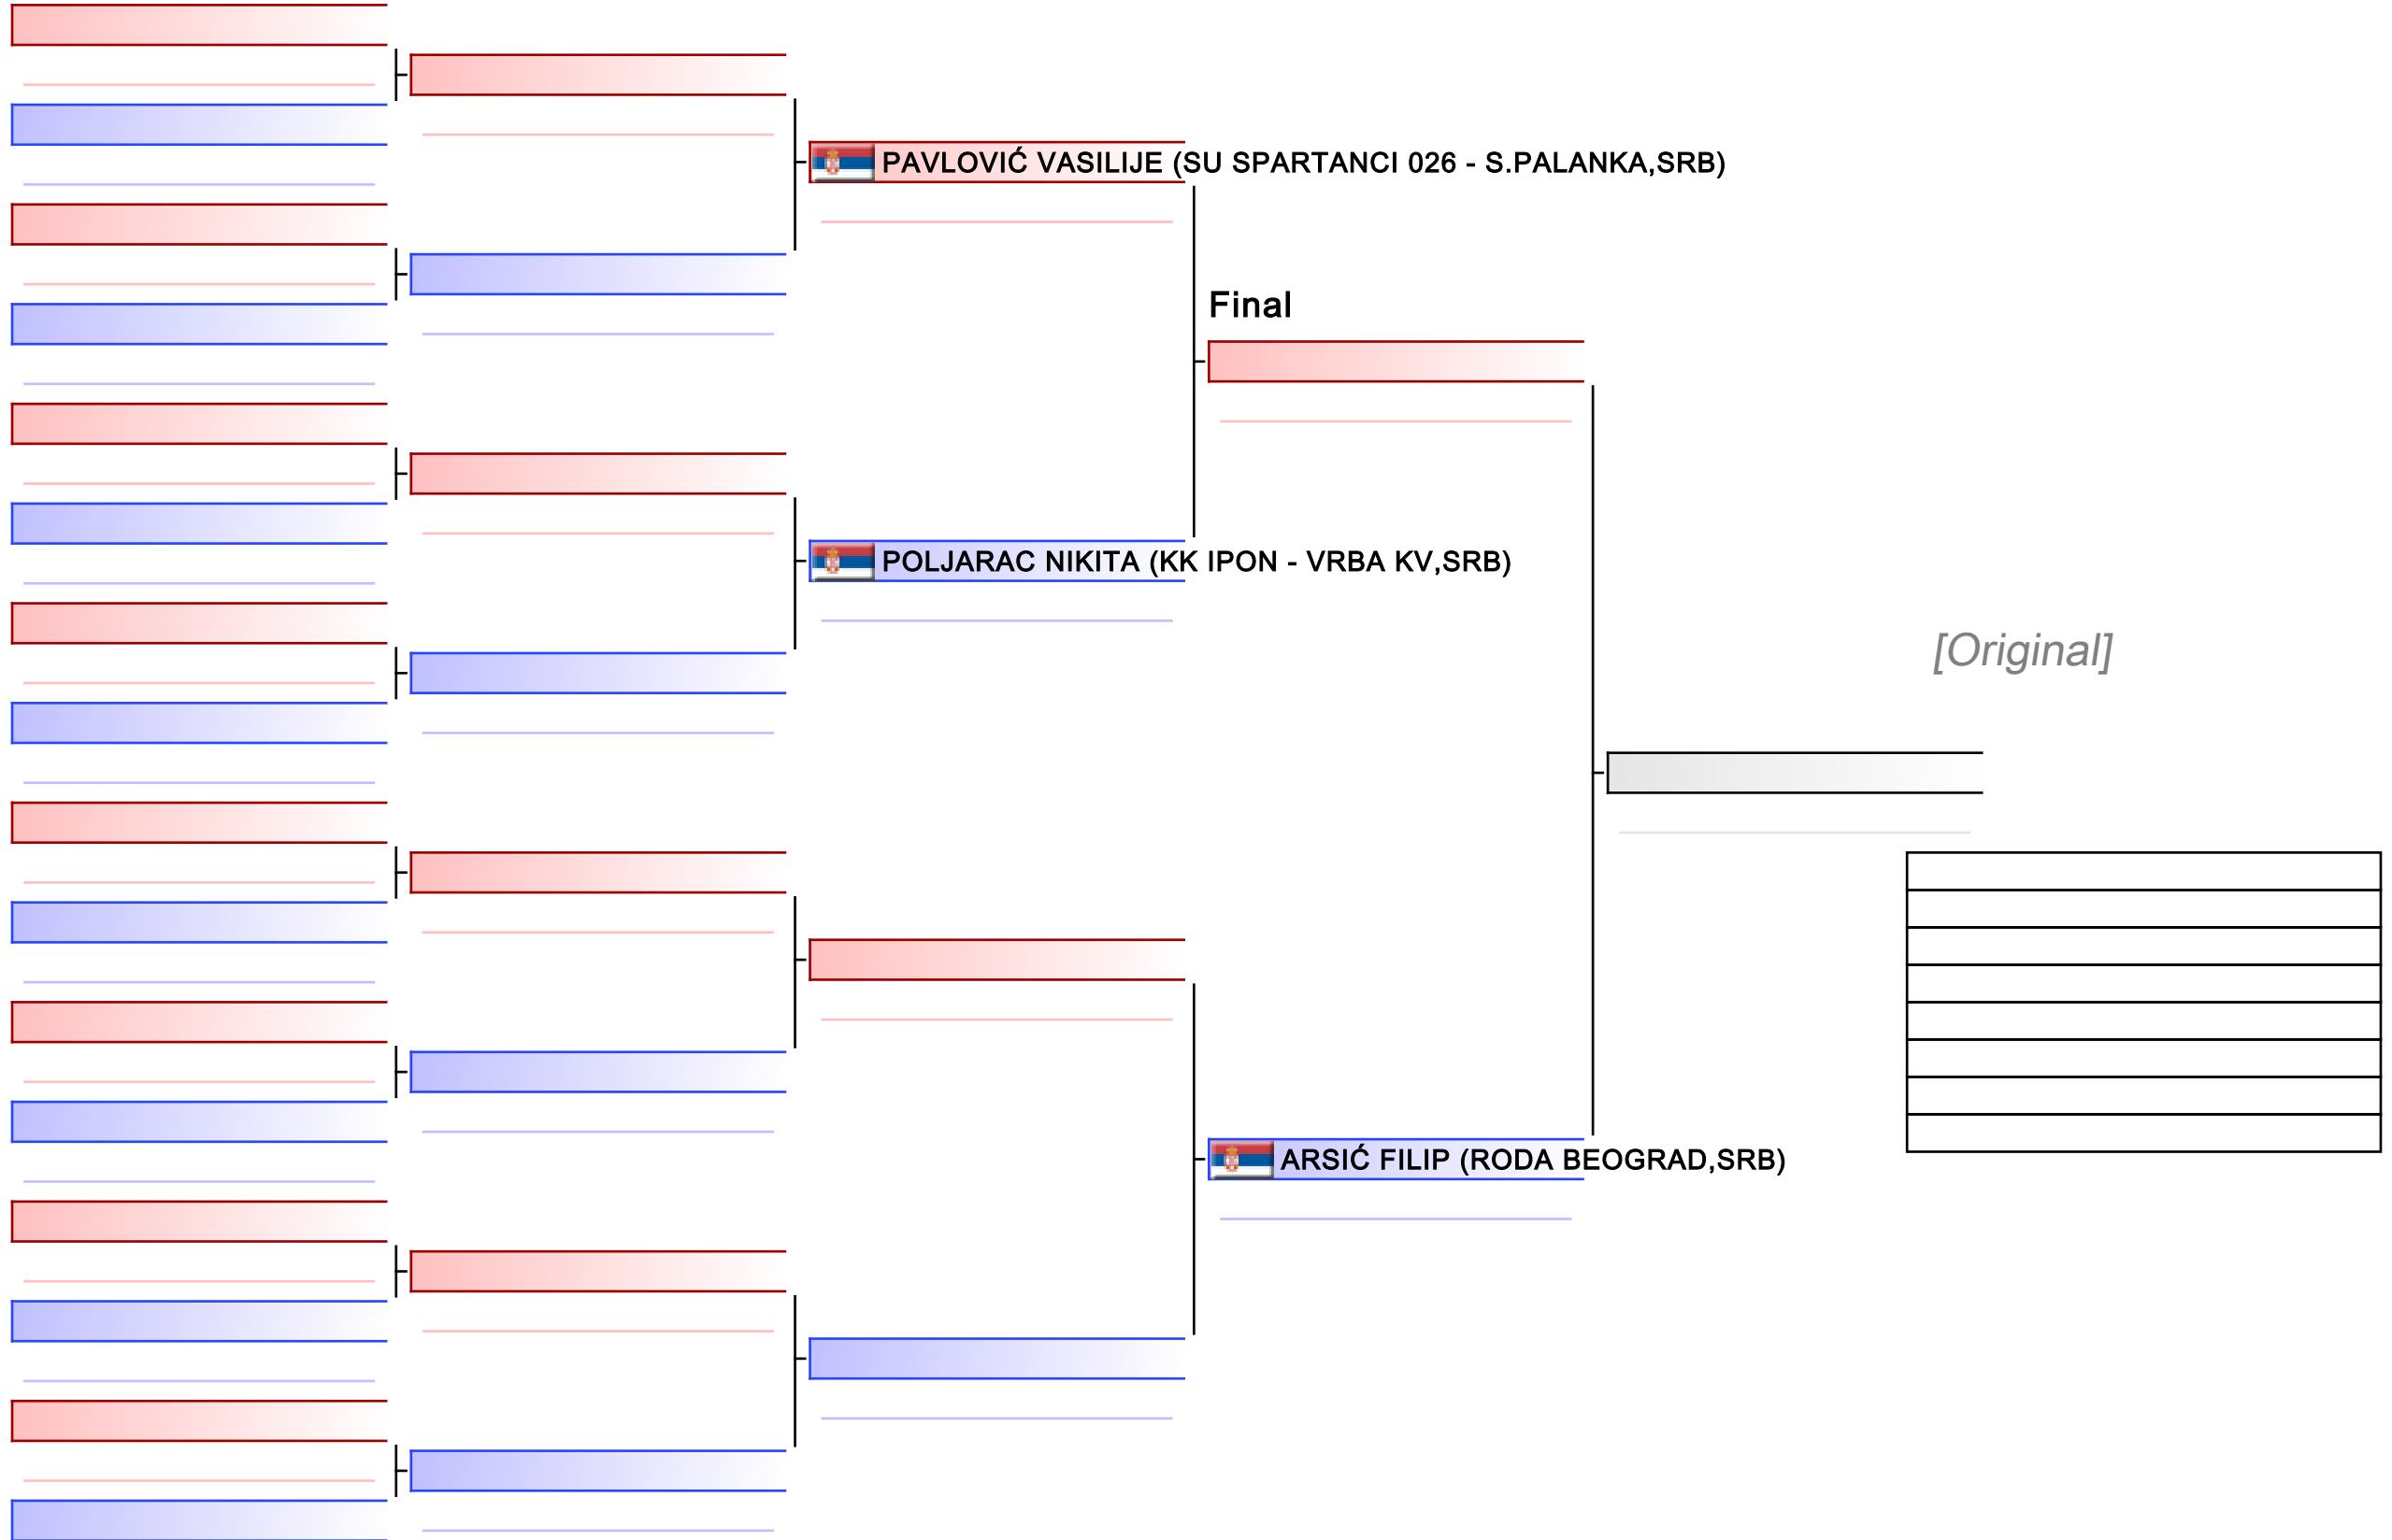 PAVLOVIĆ VASILIJE (SU SPARTANCI 026 - S.PALANKA,SRB)
Final
POLJARAC NIKITA (KK IPON - VRBA KV,SRB)
[Original]
ARSIĆ FILIP (RODA BEOGRAD,SRB)